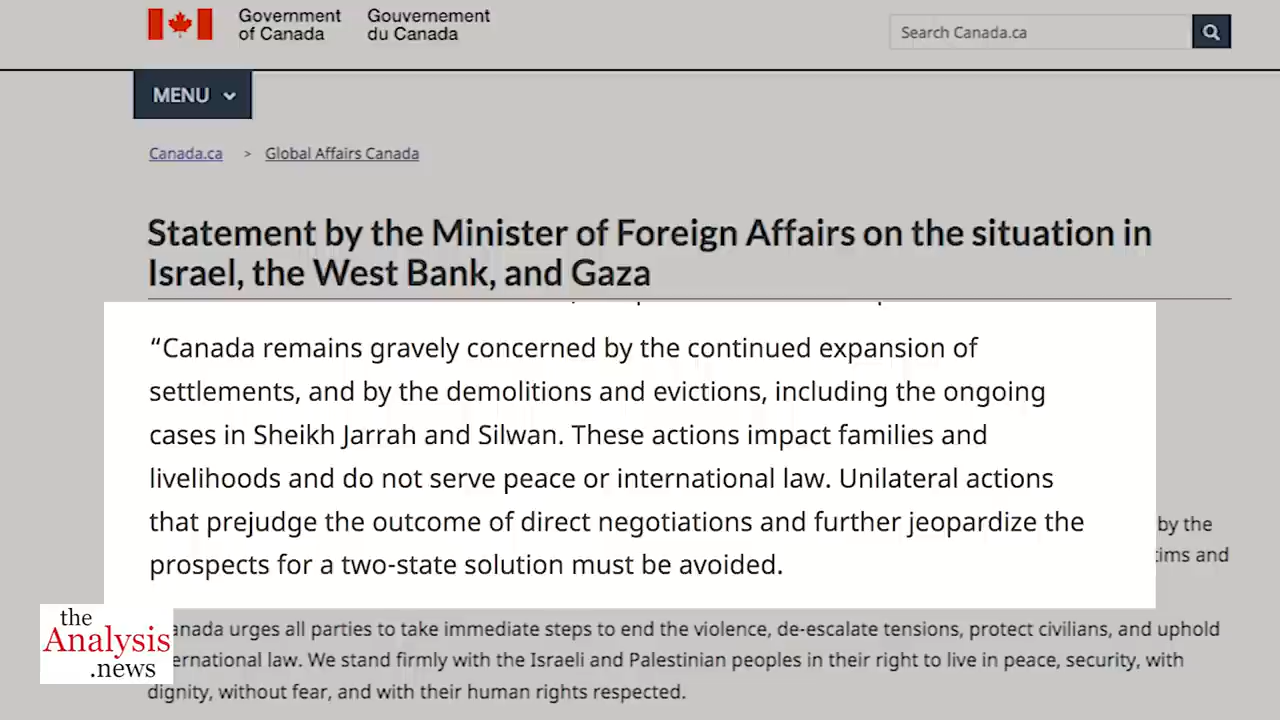 Government of Canada
Gouvernement du Canada
Search Canada.ca
MENU
Canada.ca > Global Affairs Canada
Statement by the Minister of Foreign Affairs on the situation in
Israel, the West Bank, and Gaza
“Canada remains gravely concerned by the continued expansion of
settlements, and by the demolitions and evictions, including the ongoing
cases in Sheikh Jarrah and Silwan. These actions impact families and
livelihoods and do not serve peace or international law. Unilateral actions
that prejudge the outcome of direct negotiations and further jeopardize the
prospects for a two-state solution must be avoided.
by the
and
anada urges all parties to take immediate steps to end the violence, de-escalate tensions, protect civilians, and uphold
ernational law. We stand firmly with the Israeli and Palestinian peoples in their right to live in peace, security, with
dignity, without fear, and with their human rights respected.
the
Analysis
.news